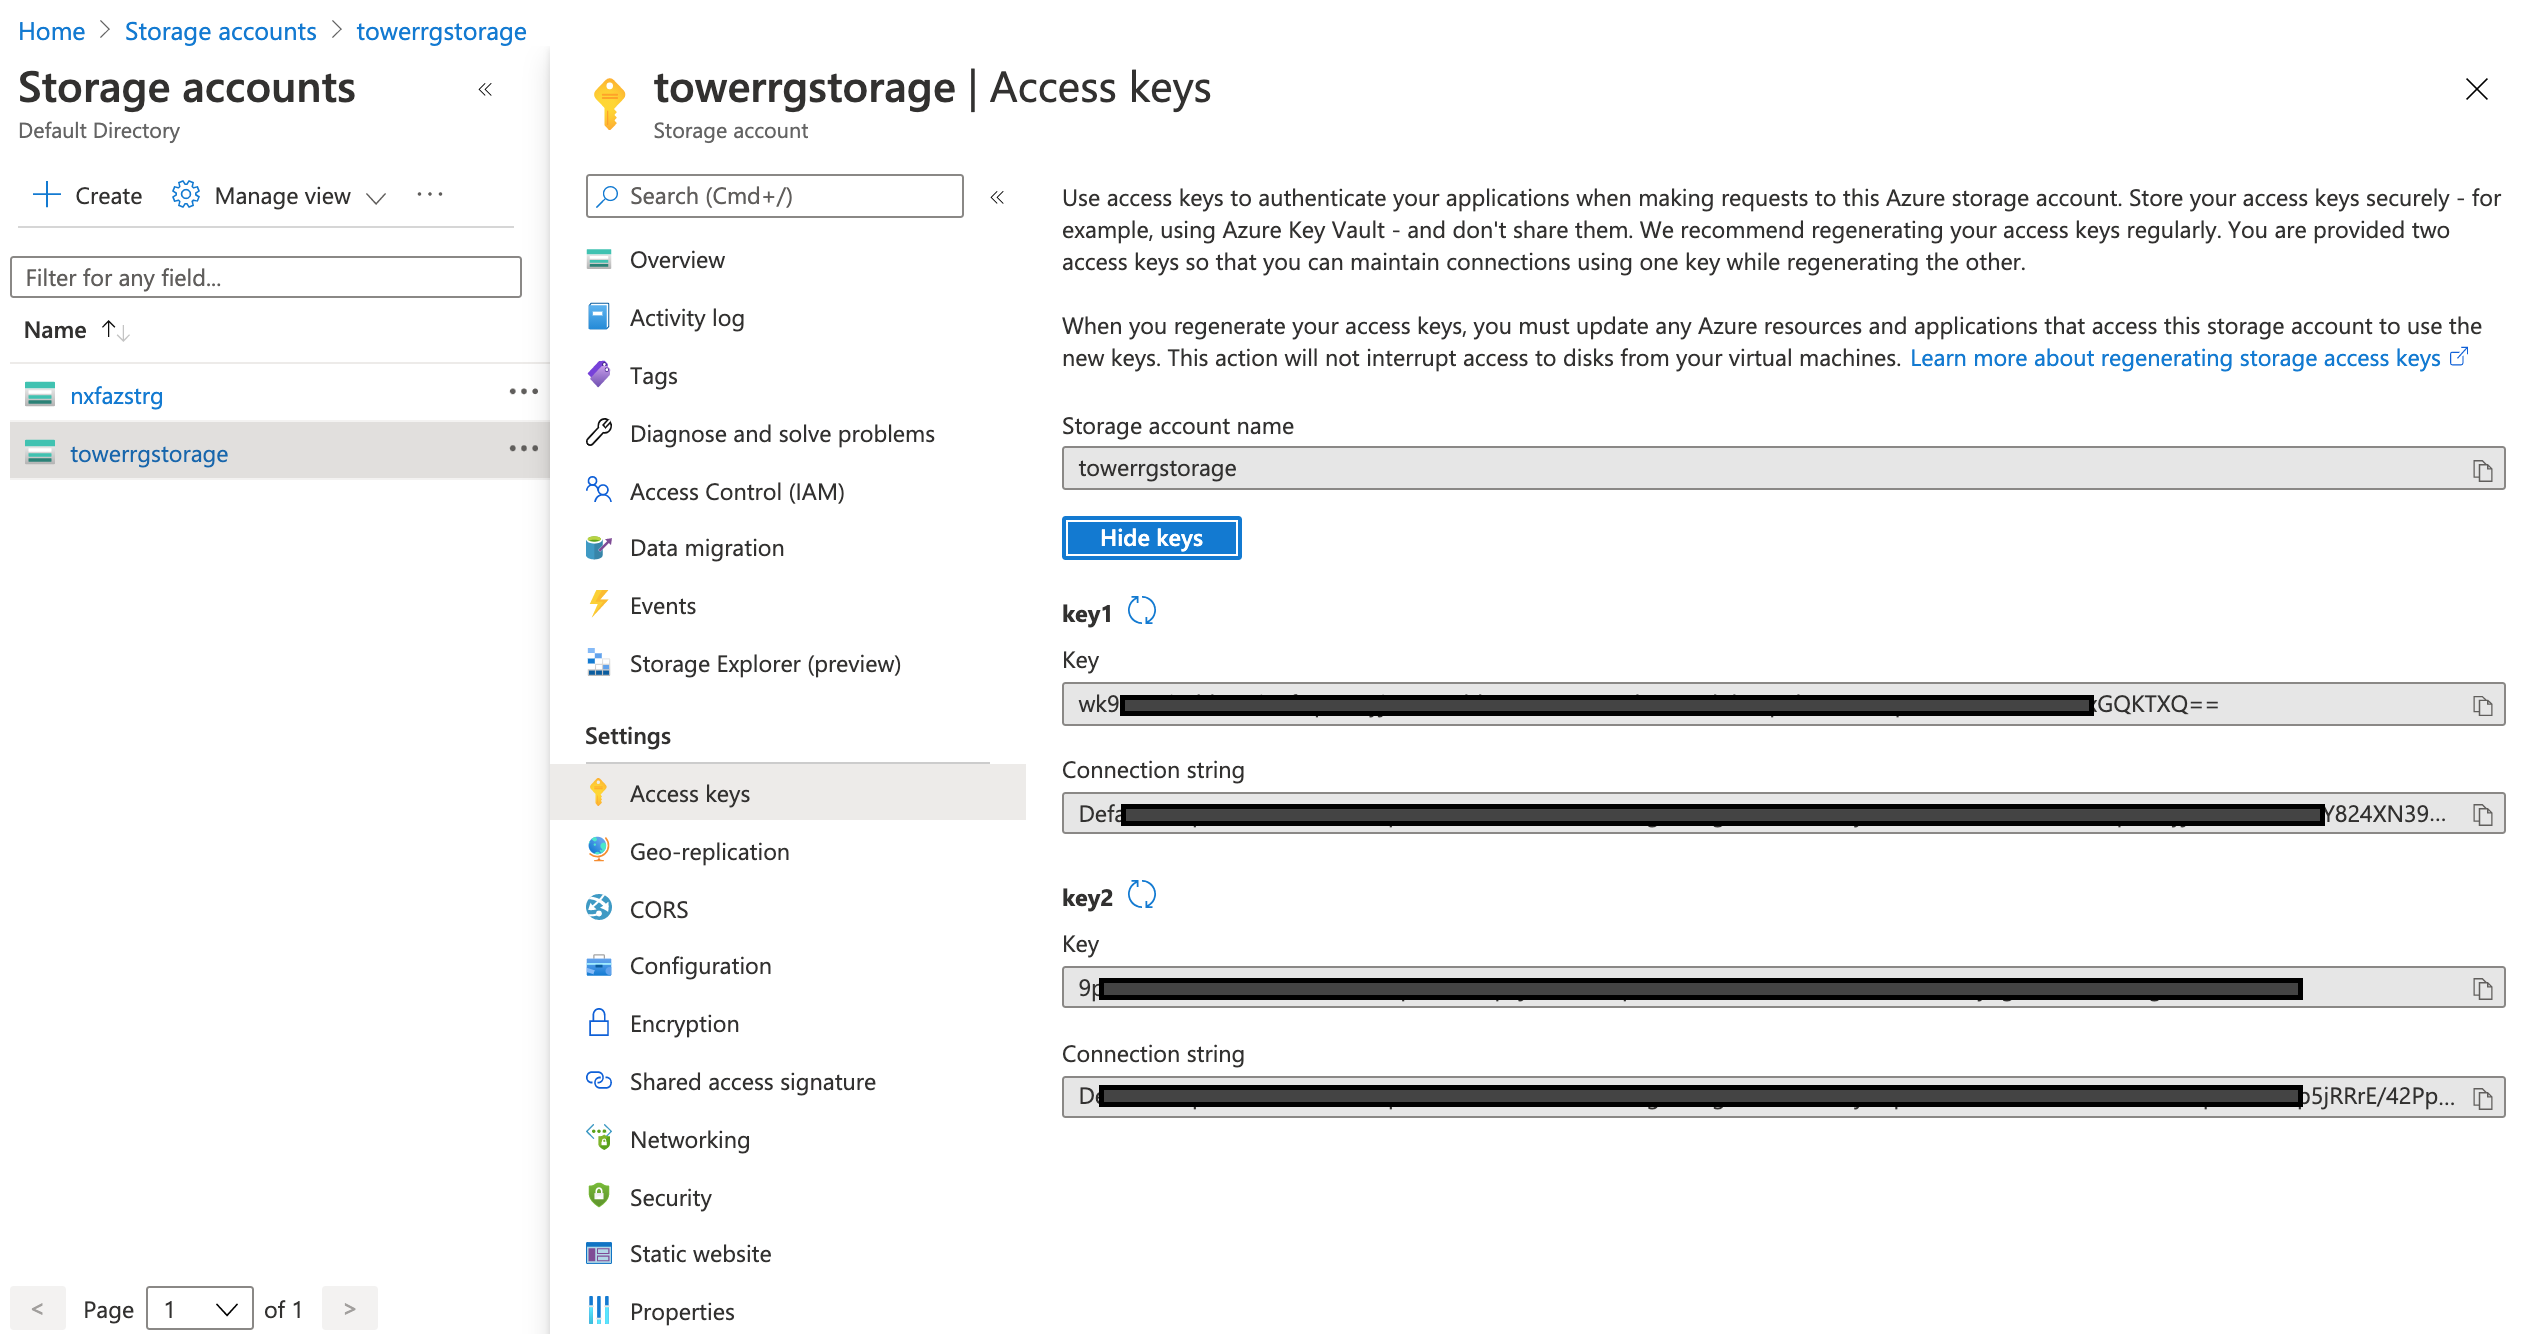 Home > Storage accounts > towerrgstorage
Storage accounts
Default Directory
Create
Manage view
Filter for any field...
Name
nxfazstrg
towerrgstorage
< Page 1 of 1 >
towerrgstorage | Access keys
Storage account
Search (Cmd+/)
Overview
Activity log
Tags
Diagnose and solve problems
Access Control (IAM)
Data migration
Events
Storage Explorer (preview)
Settings
Access keys
Geo-replication
CORS
Configuration
Encryption
Shared access signature
Networking
Security
Static website
Properties
Use access keys to authenticate your applications when making requests to this Azure storage account. Store your access keys securely - for
example, using Azure Key Vault - and don't share them. We recommend regenerating your access keys regularly. You are provided two
access keys so that you can maintain connections using one key while regenerating the other.
When you regenerate your access keys, you must update any Azure resources and applications that access this storage account to use the
new keys. This action will not interrupt access to disks from your virtual machines. Learn more about regenerating storage access keys
Storage account name
towerrgstorage
Hide keys
key1
Key
wk9 GQKTXQ==
Connection string
Defa Y824XN39...
key2
Key
9p
Connection string
De p5jRRrE/42Pp...